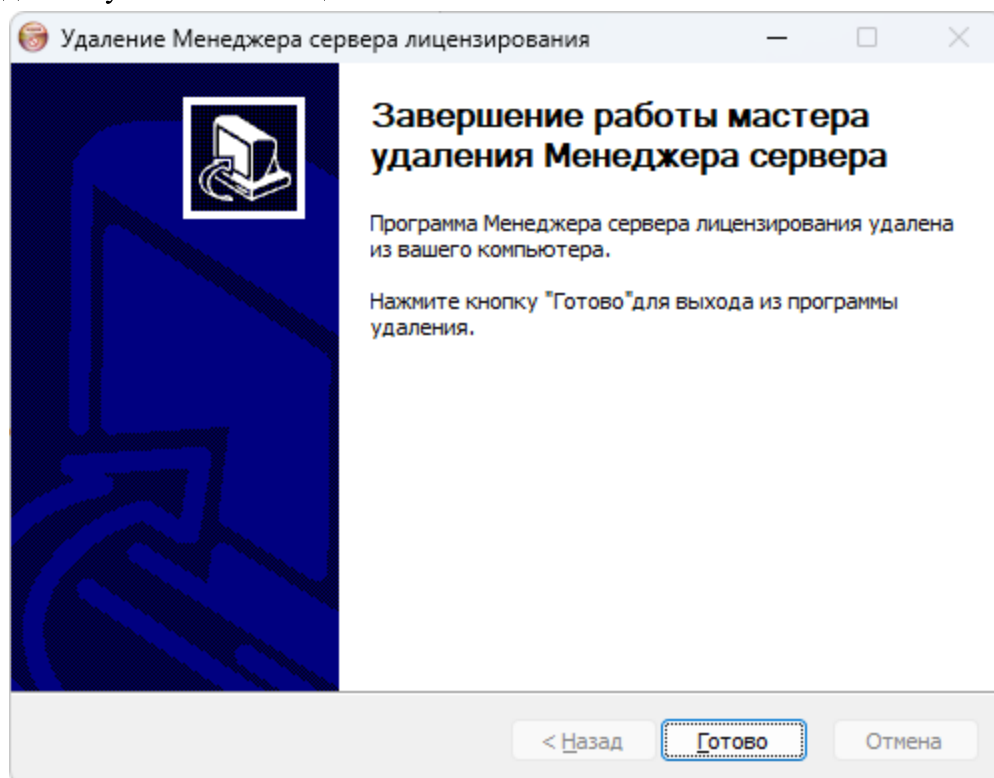 Удаление Менеджера сервера лицензирования
Завершение работы мастера
удаления Менеджера сервера
Программа Менеджера сервера лицензирования удалена
из вашего компьютера.
Нажмите кнопку "Готово"для выхода из программы
удаления.
< Назад Готово Отмена